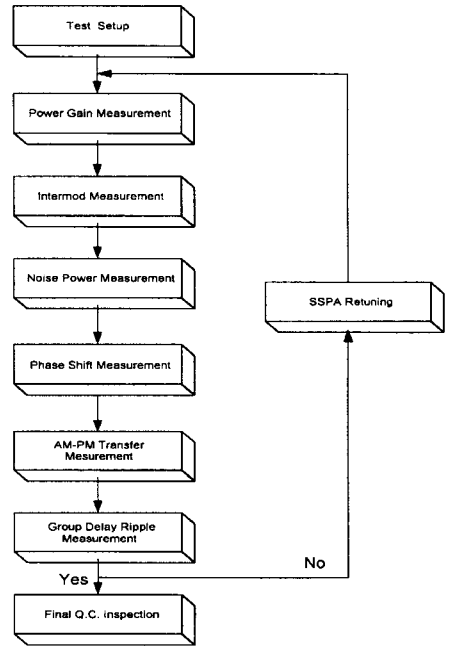 Test Setup
Power Gain Measurement
Intermod Measurement
Noise Power Measurement
SSPA Retuning
Phase Shift Measurement
AM-PM Transfer
Mesurement
Group Delay Ripple
Measurement
No
Yes
Final Q.C. inspection